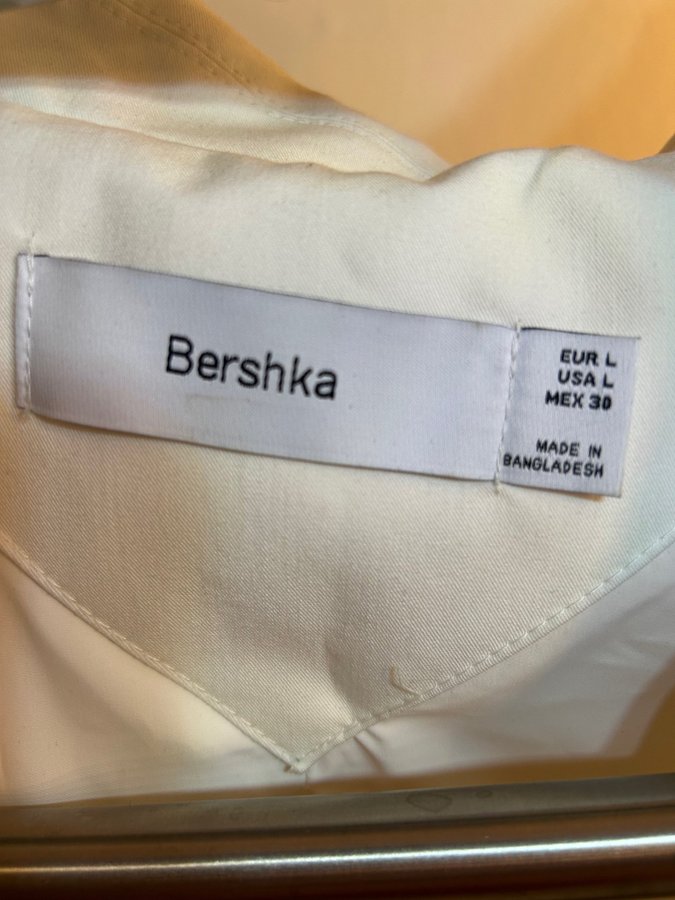 Bershka
EUR L
USA L
MEX 30
MADE IN
BANGLADESH